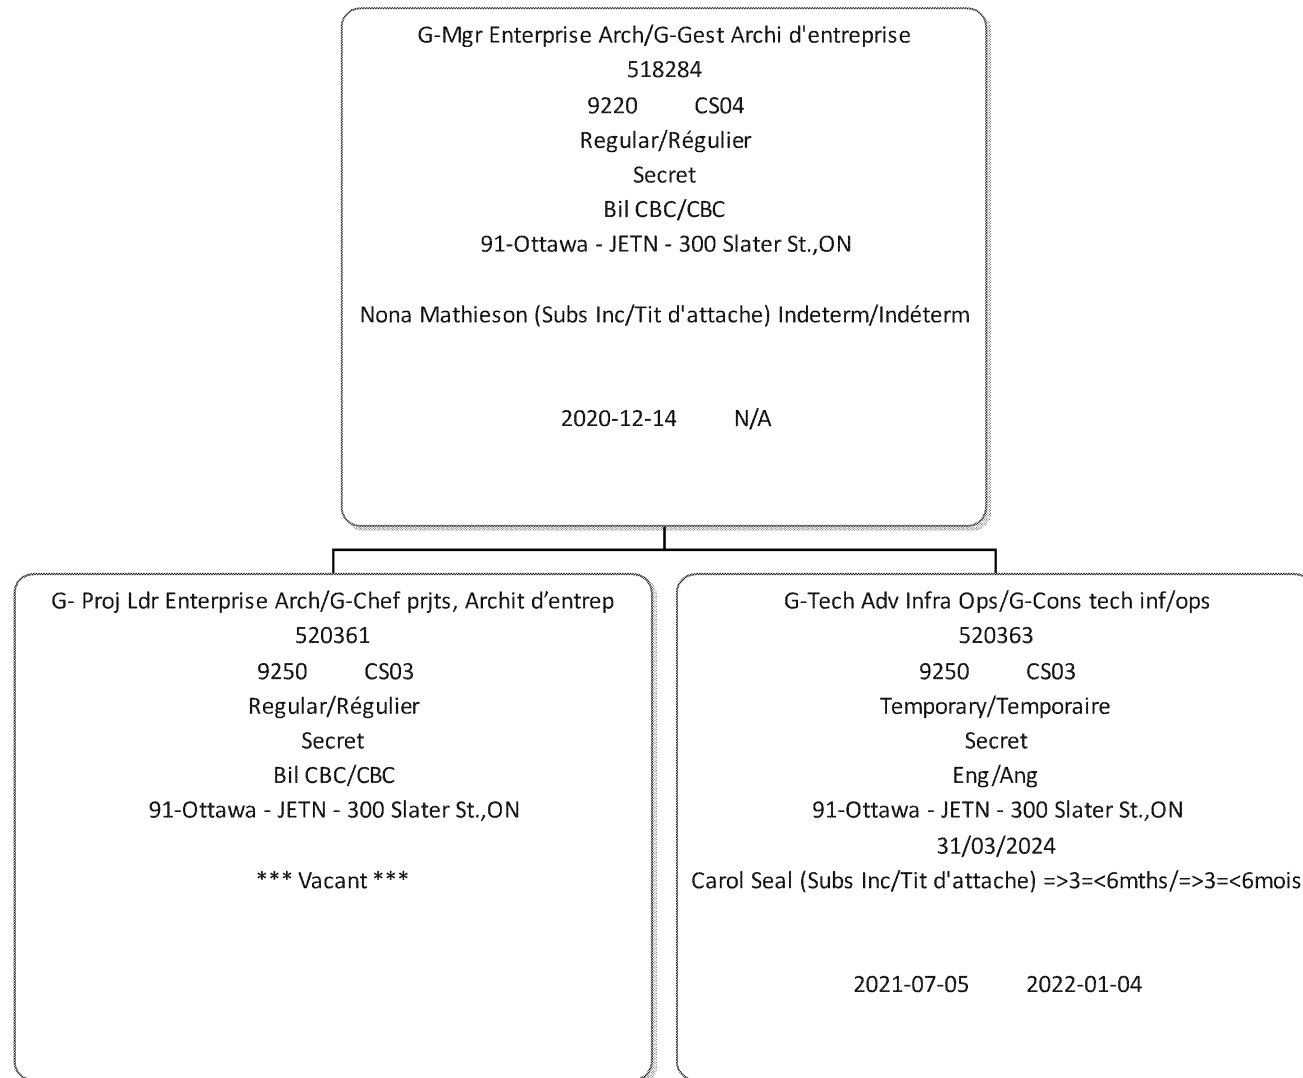 G-Mgr Enterprise Arch/G-Gest Archi d'entreprise
518284
9220 CS04
Regular/Régulier
Secret
Bil CBC/CBC
91-Ottawa - JETN - 300 Slater St.,ON
Nona Mathieson (Subs Inc/Tit d'attache) Indeterm/Indéterm
2020-12-14 N/A
G- Proj Ldr Enterprise Arch/G-Chef prjts, Archit d’entrep
520361
9250 CS03
Regular/Régulier
Secret
Bil CBC/CBC
91-Ottawa - JETN - 300 Slater St.,ON
*** Vacant ***
G-Tech Adv Infra Ops/G-Cons tech inf/ops
520363
9250 CS03
Temporary/Temporaire
Secret
Eng/Ang
91-Ottawa - JETN - 300 Slater St.,ON
31/03/2024
Carol Seal (Subs Inc/Tit d'attache) =>3=<6mths/=>3=<6mois
2021-07-05 2022-01-04